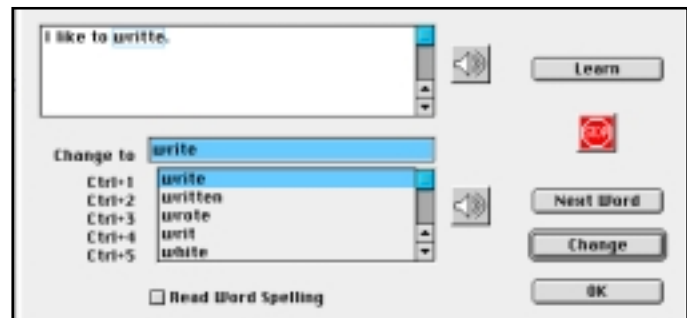 I like to writte.
Learn
STOP
Change to write
Ctrl+1 write
Ctrl+2 written
Ctrl+3 wrote
Ctrl+4 writ
Ctrl+5 white
Next Word
Change
Read Word Spelling
OK